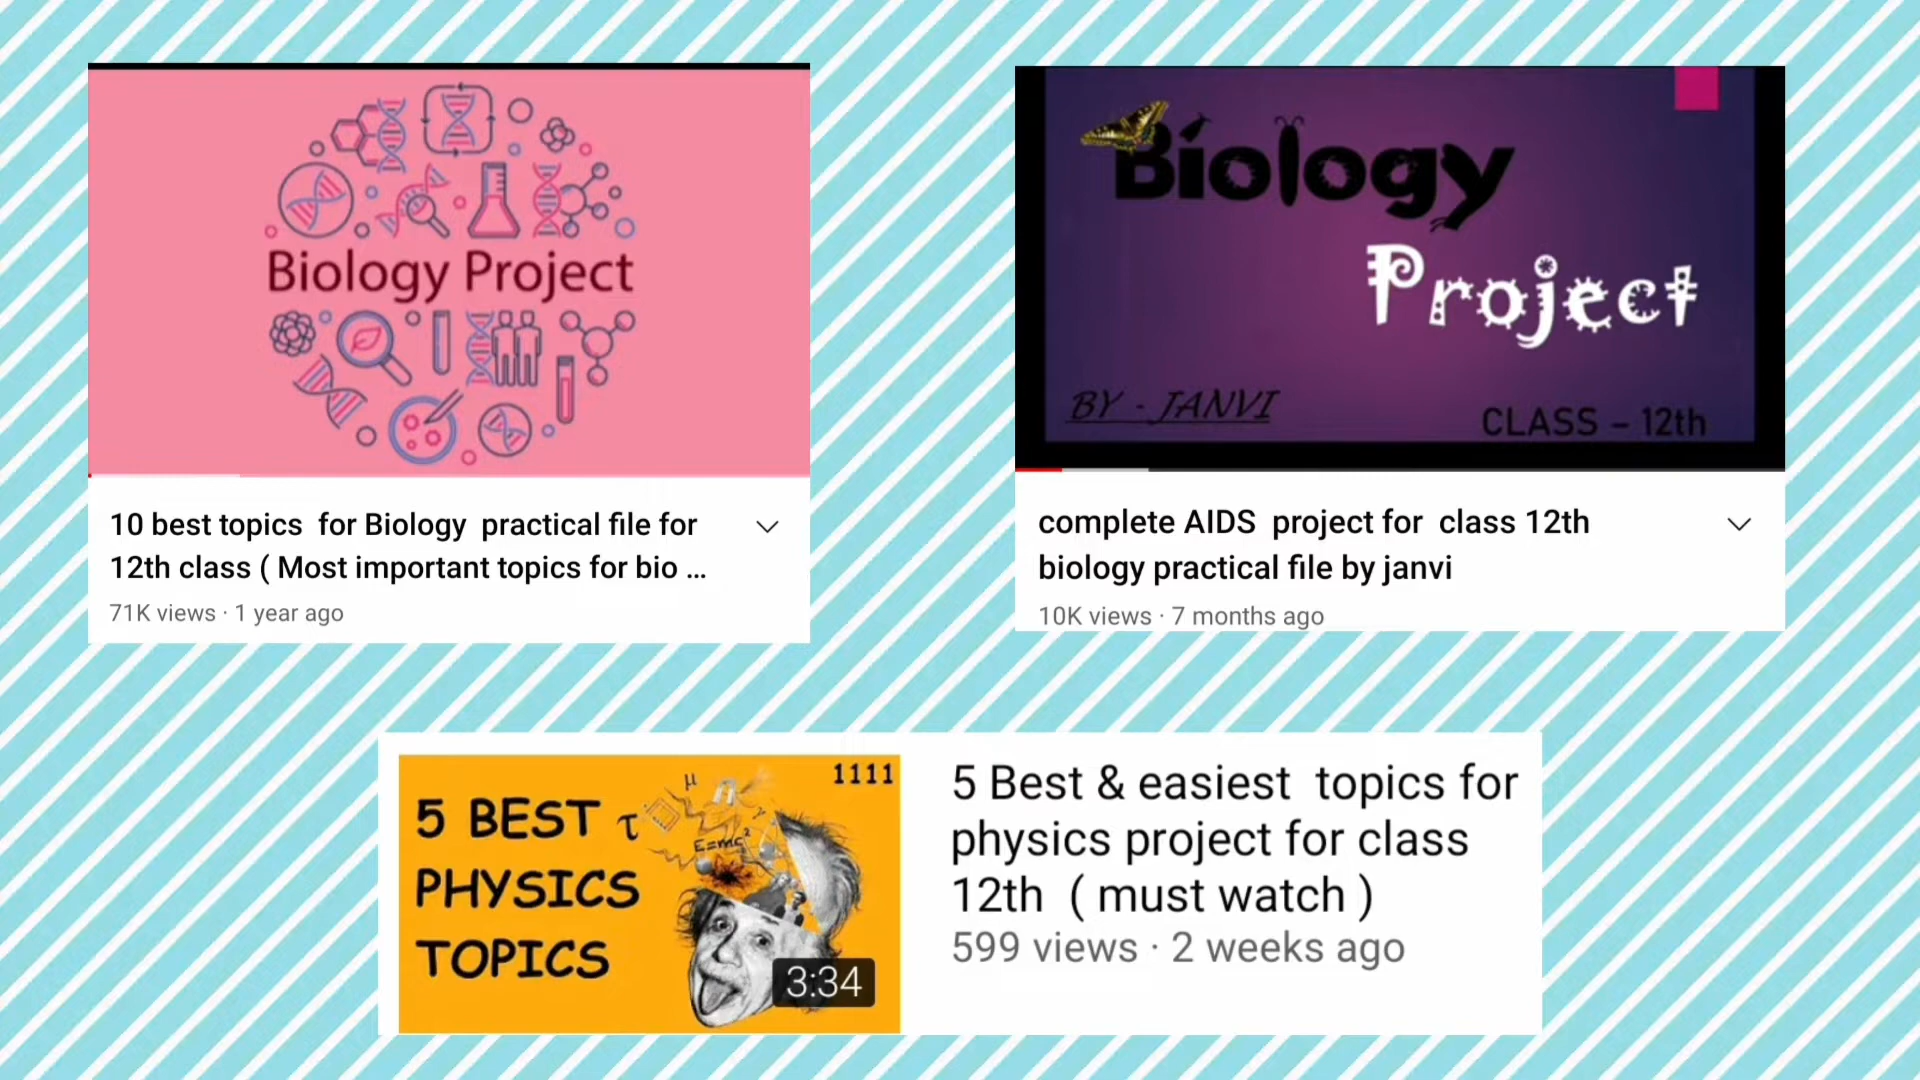 Biology Project
10 best topics for Biology practical file for
12th class ( Most important topics for bio ...
71K views · 1 year ago
Biology
Project
BY - JANVI
CLASS - 12th
complete AIDS project for class 12th
biology practical file by janvi
10K views · 7 months ago
1111
5 BEST
PHYSICS
TOPICS
τ
μ
E=mc²
3:34
5 Best & easiest topics for
physics project for class
12th ( must watch )
599 views · 2 weeks ago